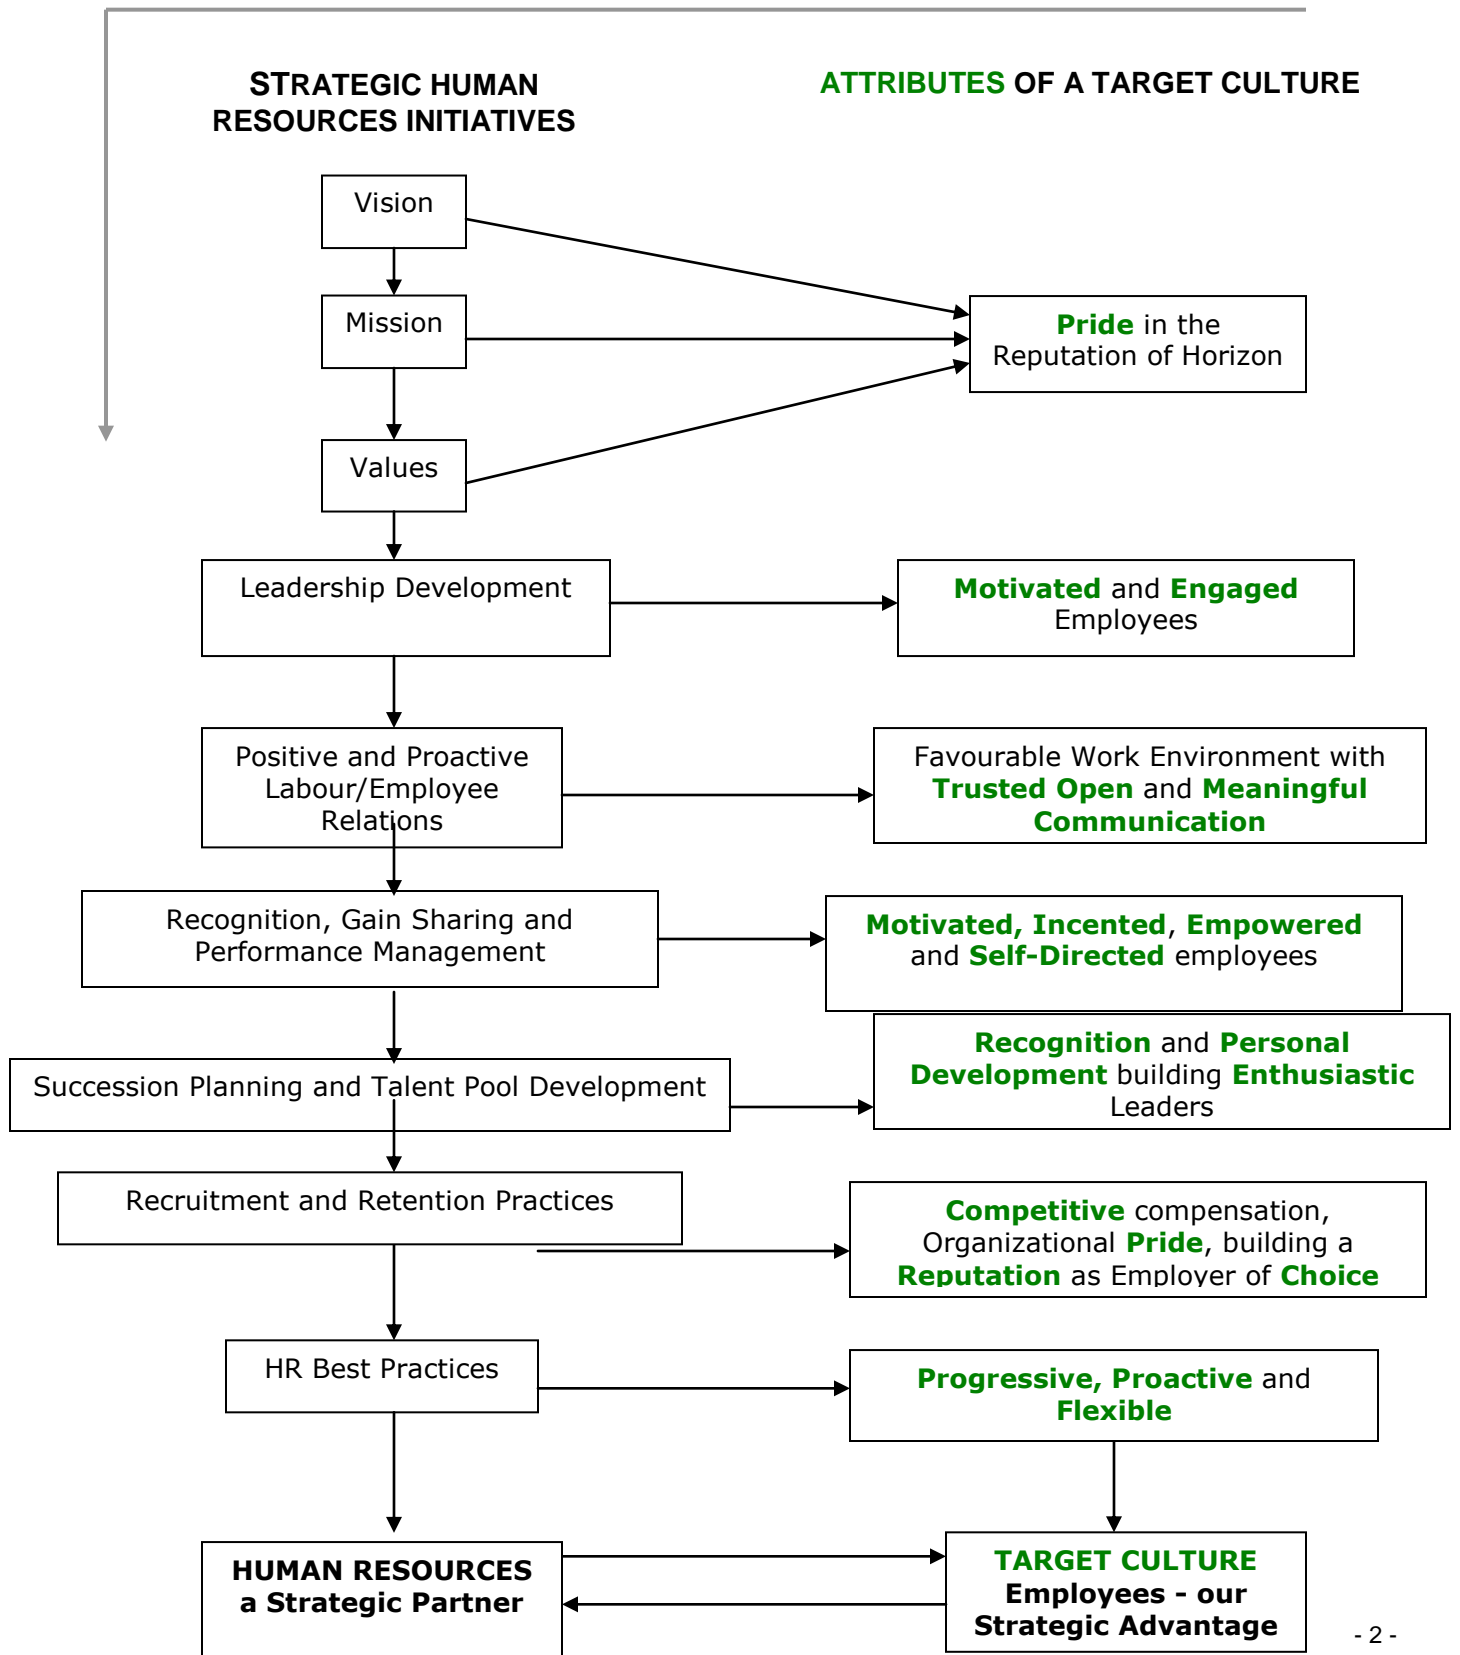 STRATEGIC HUMAN
RESOURCES INITIATIVES
ATTRIBUTES OF A TARGET CULTURE
Vision
Mission
Pride in the
Reputation of Horizon
Values
Leadership Development
Motivated and Engaged
Employees
Positive and Proactive
Labour/Employee
Relations
Favourable Work Environment with
Trusted Open and Meaningful
Communication
Recognition, Gain Sharing and
Performance Management
Motivated, Incented, Empowered
and Self-Directed employees
Succession Planning and Talent Pool Development
Recognition and Personal
Development building Enthusiastic
Leaders
Recruitment and Retention Practices
Competitive compensation,
Organizational Pride, building a
Reputation as Employer of Choice
HR Best Practices
Progressive, Proactive and
Flexible
HUMAN RESOURCES
a Strategic Partner
TARGET CULTURE
Employees - our
Strategic Advantage
- 2 -